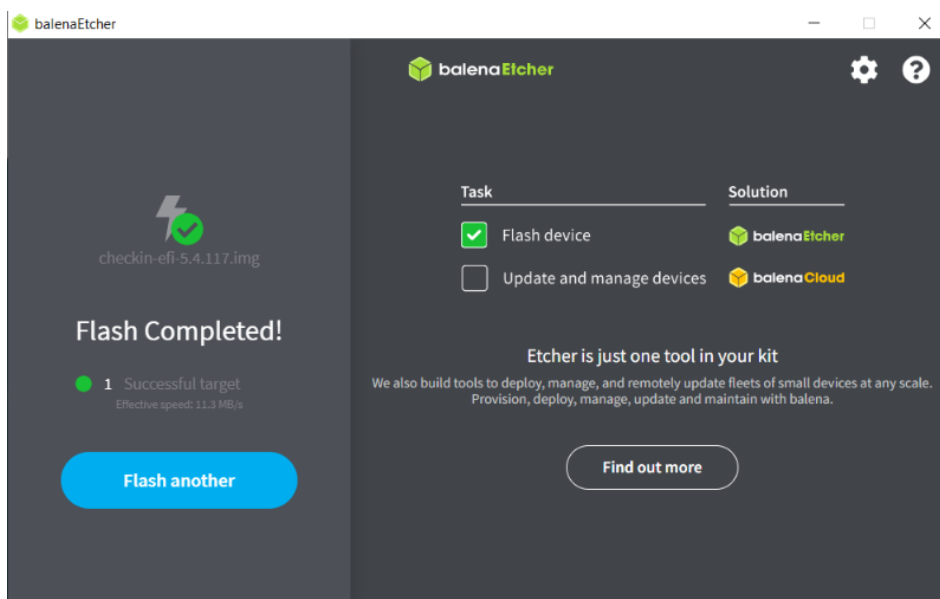 balenaEtcher
balenaEtcher
checkin-efi-5.4.117.img
Flash Completed!
1 Successful target
Effective speed: 11.3 MB/s
Flash another
Task Solution
Flash device balenaEtcher
Update and manage devices balenaCloud
Etcher is just one tool in your kit
We also build tools to deploy, manage, and remotely update fleets of small devices at any scale.
Provision, deploy, manage, update and maintain with balena.
Find out more